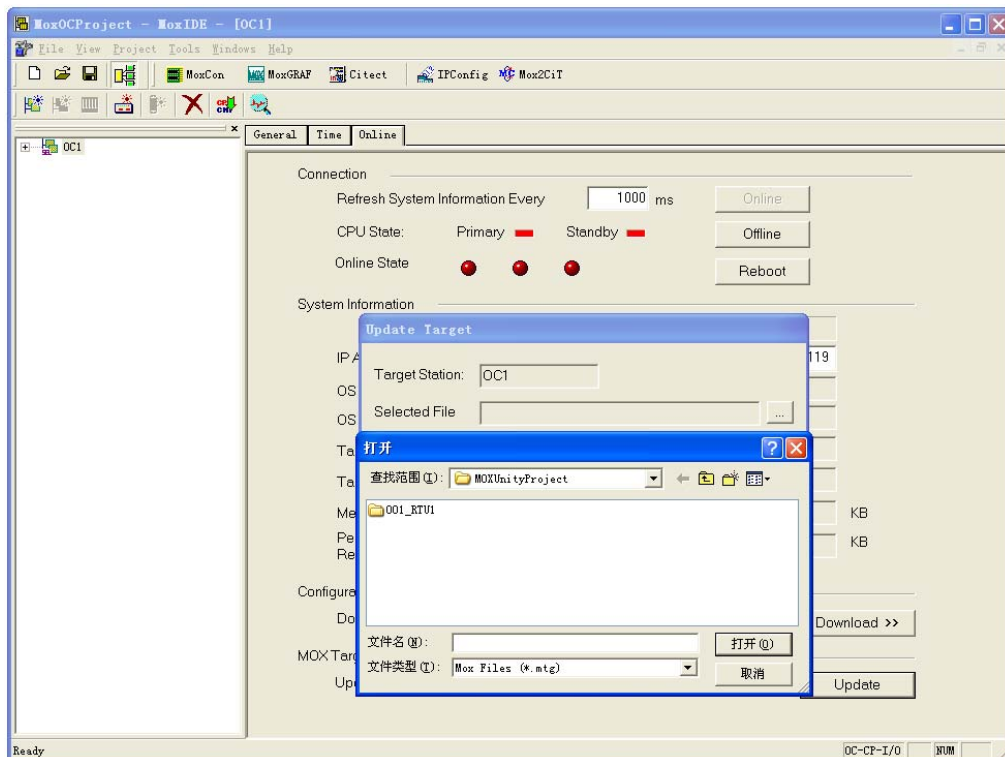 MoxOCProject - MoxIDE - [OC1]
File View Project Tools Windows Help
MoxCon MoxGRAF Citect IPConfig Mox2CiT
OC1
General Time Online
Connection
Refresh System Information Every 1000 ms Online
CPU State: Primary Standby Offline
Online State Reboot
System Information
Update Target
IP A 119
Target Station: OC1
OS
Selected File ...
OS
打开
Ta
查找范围(I): MOXUnityProject
Ta
001_RTU1
Me KB
Pe KB
Re
Configura
Do Download >>
文件名(N): 打开(O)
MOX Targ
文件类型(T): Mox Files (*.mtg) 取消
Upd Update
Ready OC-CP-I/O NUM